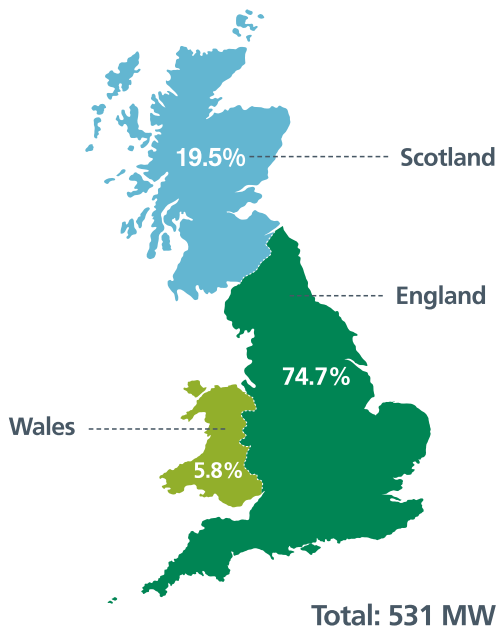 19.5%
Scotland
England
74.7%
Wales
5.8%
Total: 531 MW